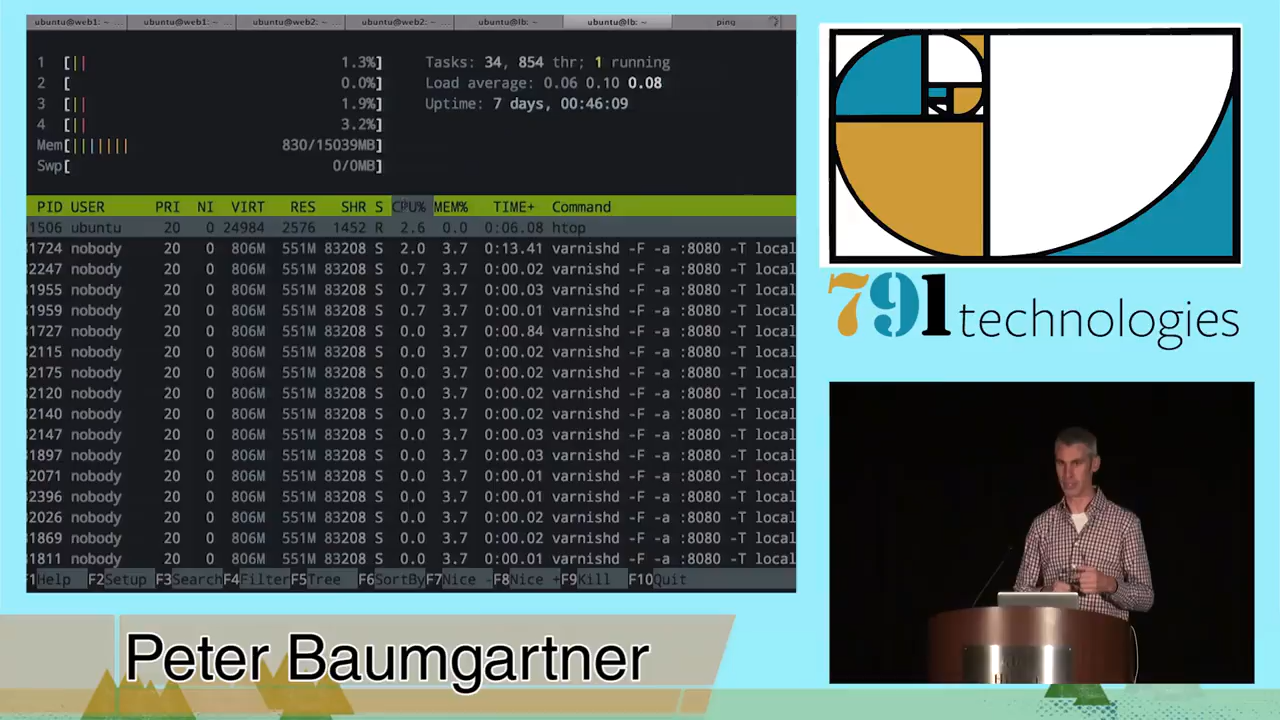 ubuntu@web1: ~ ... ubuntu@web1: ~ ... ubuntu@web2: ~ ... ubuntu@web2: ~ ... ubuntu@lb: ~ ubuntu@lb: ~ ping
1 [|| 1.3%] Tasks: 34, 854 thr; 1 running
2 [ 0.0%] Load average: 0.06 0.10 0.08
3 [|| 1.9%] Uptime: 7 days, 00:46:09
4 [|| 3.2%]
Mem[||||||| 830/15039MB]
Swp[ 0/0MB]
PID USER PRI NI VIRT RES SHR S CPU% MEM% TIME+ Command
1506 ubuntu 20 0 24984 2576 1452 R 2.6 0.0 0:06.08 htop
1724 nobody 20 0 806M 551M 83208 S 2.0 3.7 0:13.41 varnishd -F -a :8080 -T local
2247 nobody 20 0 806M 551M 83208 S 0.7 3.7 0:00.02 varnishd -F -a :8080 -T local
1955 nobody 20 0 806M 551M 83208 S 0.7 3.7 0:00.03 varnishd -F -a :8080 -T local
1959 nobody 20 0 806M 551M 83208 S 0.7 3.7 0:00.01 varnishd -F -a :8080 -T local
1727 nobody 20 0 806M 551M 83208 S 0.0 3.7 0:00.84 varnishd -F -a :8080 -T local
2115 nobody 20 0 806M 551M 83208 S 0.0 3.7 0:00.02 varnishd -F -a :8080 -T local
2175 nobody 20 0 806M 551M 83208 S 0.0 3.7 0:00.02 varnishd -F -a :8080 -T local
2120 nobody 20 0 806M 551M 83208 S 0.0 3.7 0:00.02 varnishd -F -a :8080 -T local
2140 nobody 20 0 806M 551M 83208 S 0.0 3.7 0:00.02 varnishd -F -a :8080 -T local
2147 nobody 20 0 806M 551M 83208 S 0.0 3.7 0:00.03 varnishd -F -a :8080 -T local
1897 nobody 20 0 806M 551M 83208 S 0.0 3.7 0:00.03 varnishd -F -a :8080 -T local
2071 nobody 20 0 806M 551M 83208 S 0.0 3.7 0:00.01 varnishd -F -a :8080 -T local
2396 nobody 20 0 806M 551M 83208 S 0.0 3.7 0:00.01 varnishd -F -a :8080 -T local
2026 nobody 20 0 806M 551M 83208 S 0.0 3.7 0:00.02 varnishd -F -a :8080 -T local
1869 nobody 20 0 806M 551M 83208 S 0.0 3.7 0:00.02 varnishd -F -a :8080 -T local
1811 nobody 20 0 806M 551M 83208 S 0.0 3.7 0:00.01 varnishd -F -a :8080 -T local
F1Help F2Setup F3Search F4Filter F5Tree F6SortBy F7Nice - F8Nice + F9Kill F10Quit
791 technologies
Peter Baumgartner